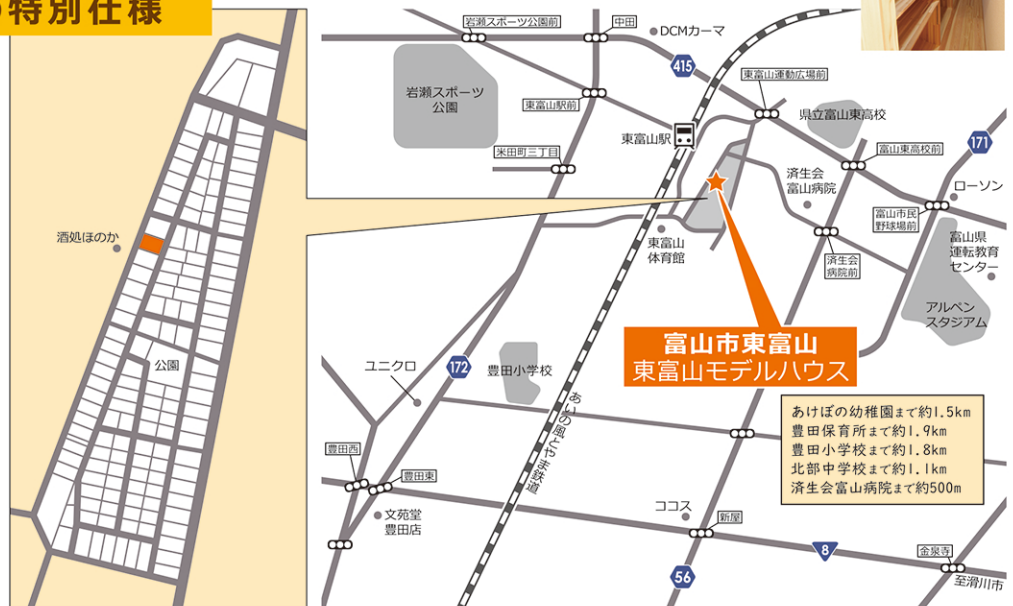 の特別仕様
酒処ほのか
公園
岩瀬スポーツ公園前
中田
DCMカーマ
415
岩瀬スポーツ
公園
東富山駅前
東富山運動広場前
県立富山東高校
東富山駅
米田町三丁目
富山東高校前
171
済生会
富山病院
ローソン
富山市民
野球場前
東富山
体育館
済生会
病院前
富山県
運転教育
センター
アルペン
スタジアム
富山市東富山
東富山モデルハウス
ユニクロ
172
豊田小学校
あいの風とやま鉄道
あけぼの幼稚園まで約1.5km
豊田保育所まで約1.9km
豊田小学校まで約1.8km
北部中学校まで約1.1km
済生会富山病院まで約500m
豊田西
豊田東
文苑堂
豊田店
ココス
新屋
8
金泉寺
至滑川市
56